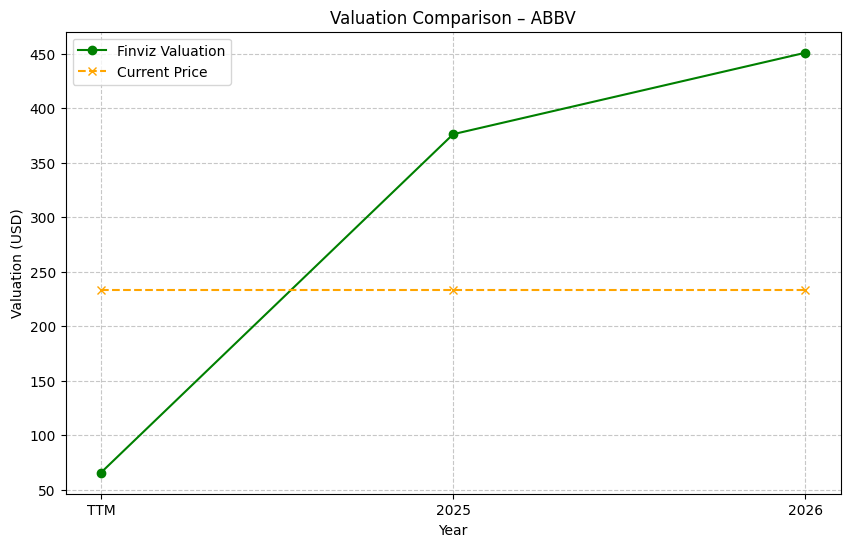 Valuation Comparison – ABBV
Finviz Valuation
Current Price
Valuation (USD)
450
400
350
300
250
200
150
100
50
TTM
2025
2026
Year